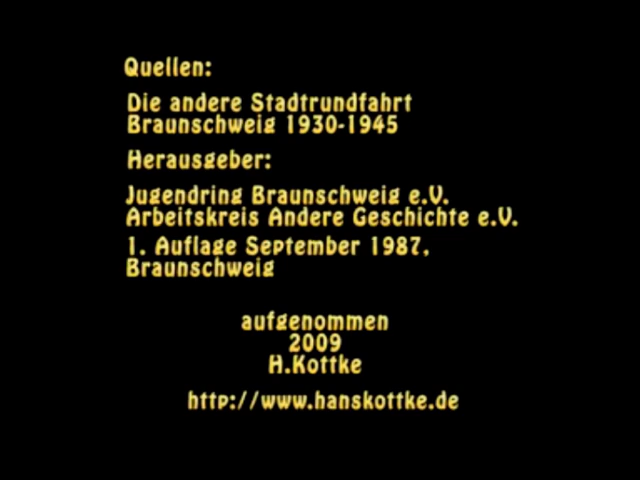 Quellen:
Die andere Stadtrundfahrt
Braunschweig 1930-1945
Herausgeber:
Jugendring Braunschweig e.V.
Arbeitskreis Andere Geschichte e.V.
1. Auflage September 1987,
Braunschweig
aufgenommen
2009
H.Kottke
http://www.hanskottke.de